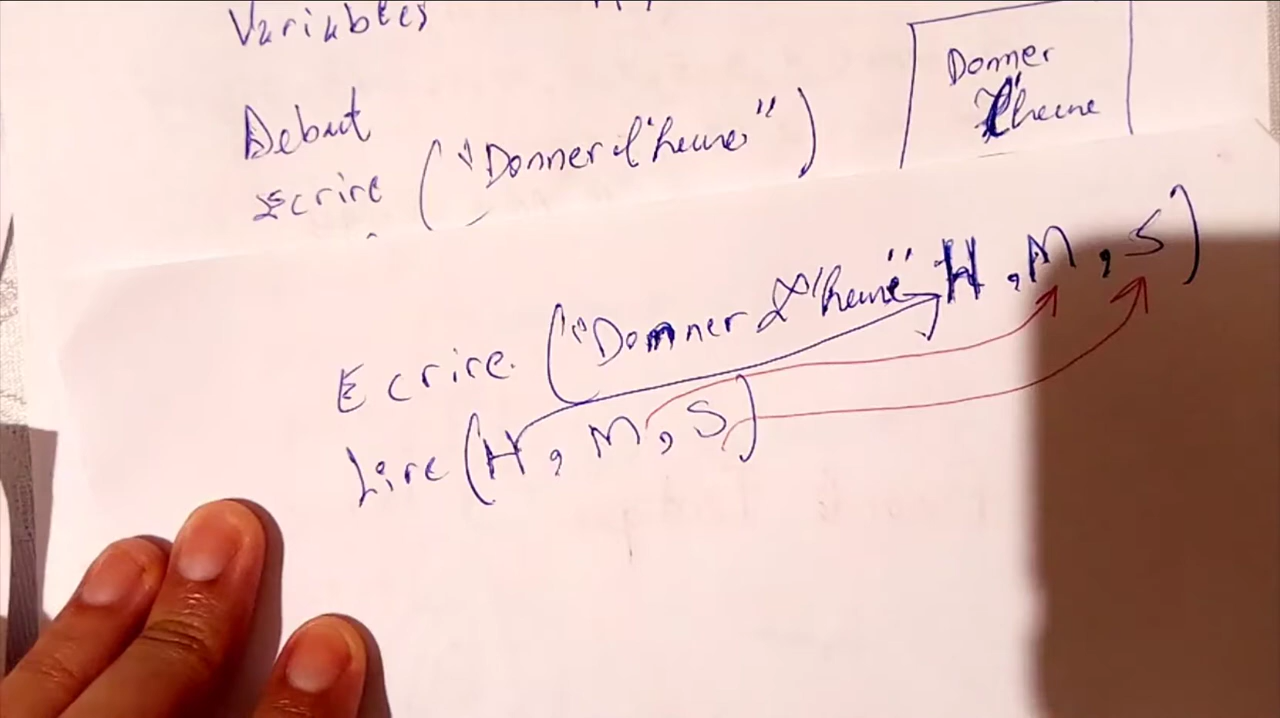 Variables
Debut
Ecrire ("Donner l'heure")
Donner
l'heure
Ecrire ("Donner l'heure" H, M, S)
Lire (H, M, S)